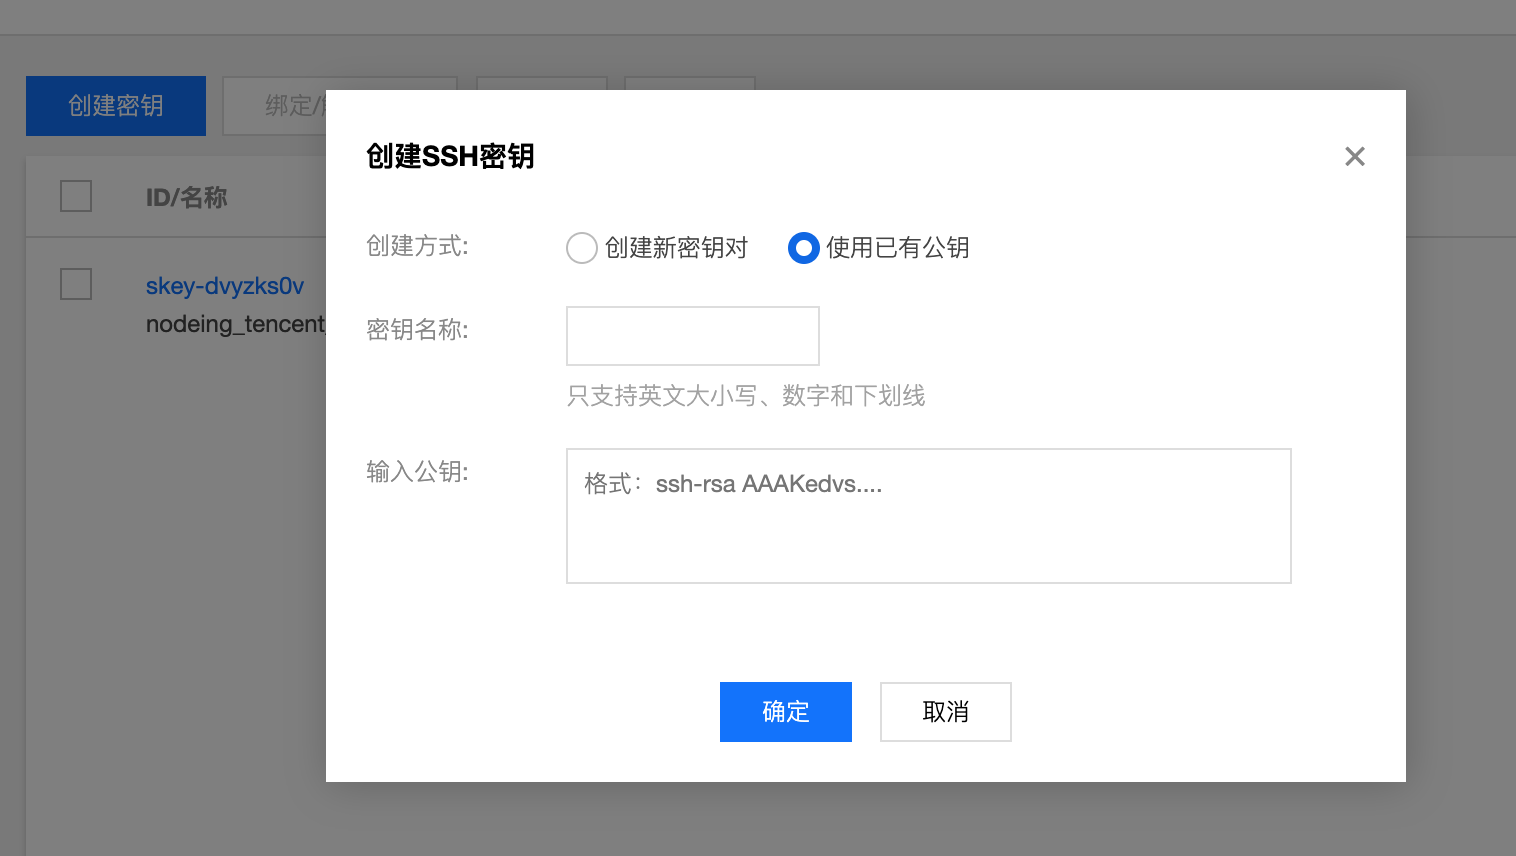 创建密钥
绑定/
创建SSH密钥
ID/名称
创建方式:
创建新密钥对
使用已有公钥
skey-dvyzks0v
nodeing_tencent_
密钥名称:
只支持英文大小写、数字和下划线
输入公钥:
格式：ssh-rsa AAAKedvs....
确定
取消